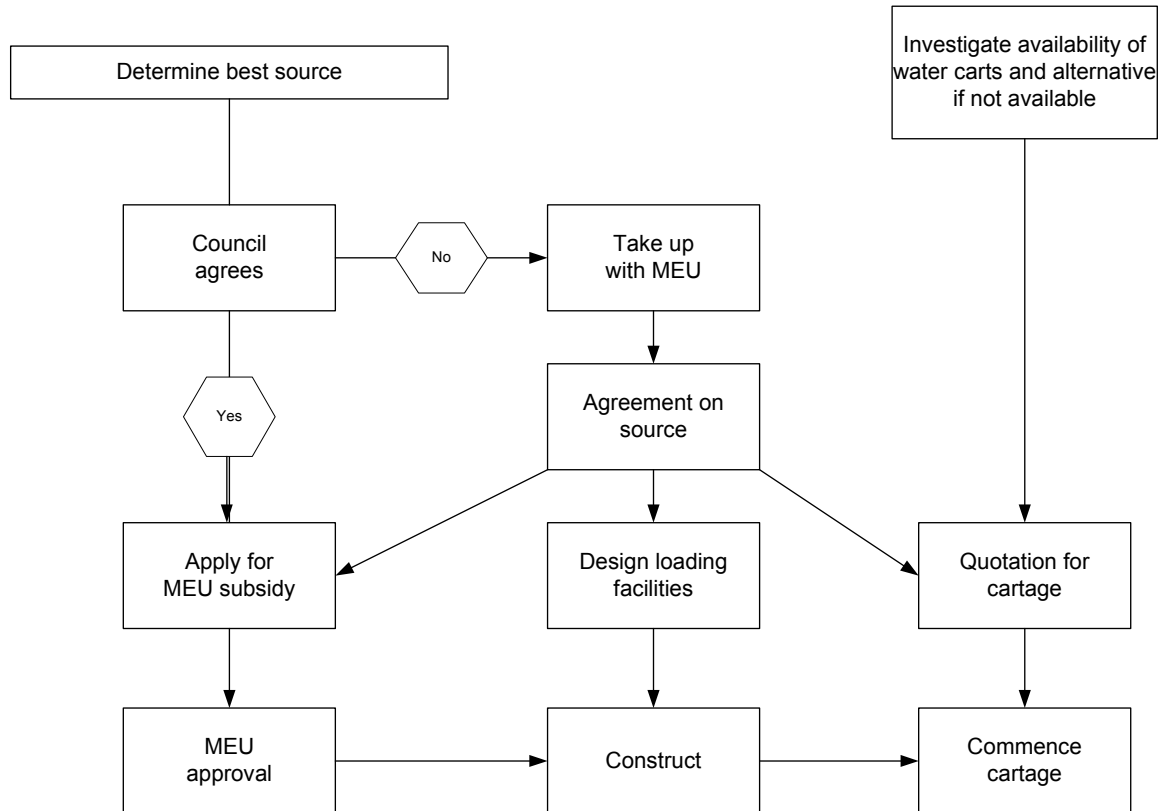 Determine best source
Investigate availability of
water carts and alternative
if not available
Council
agrees
No
Take up
with MEU
Yes
Agreement on
source
Apply for
MEU subsidy
Design loading
facilities
Quotation for
cartage
MEU
approval
Construct
Commence
cartage